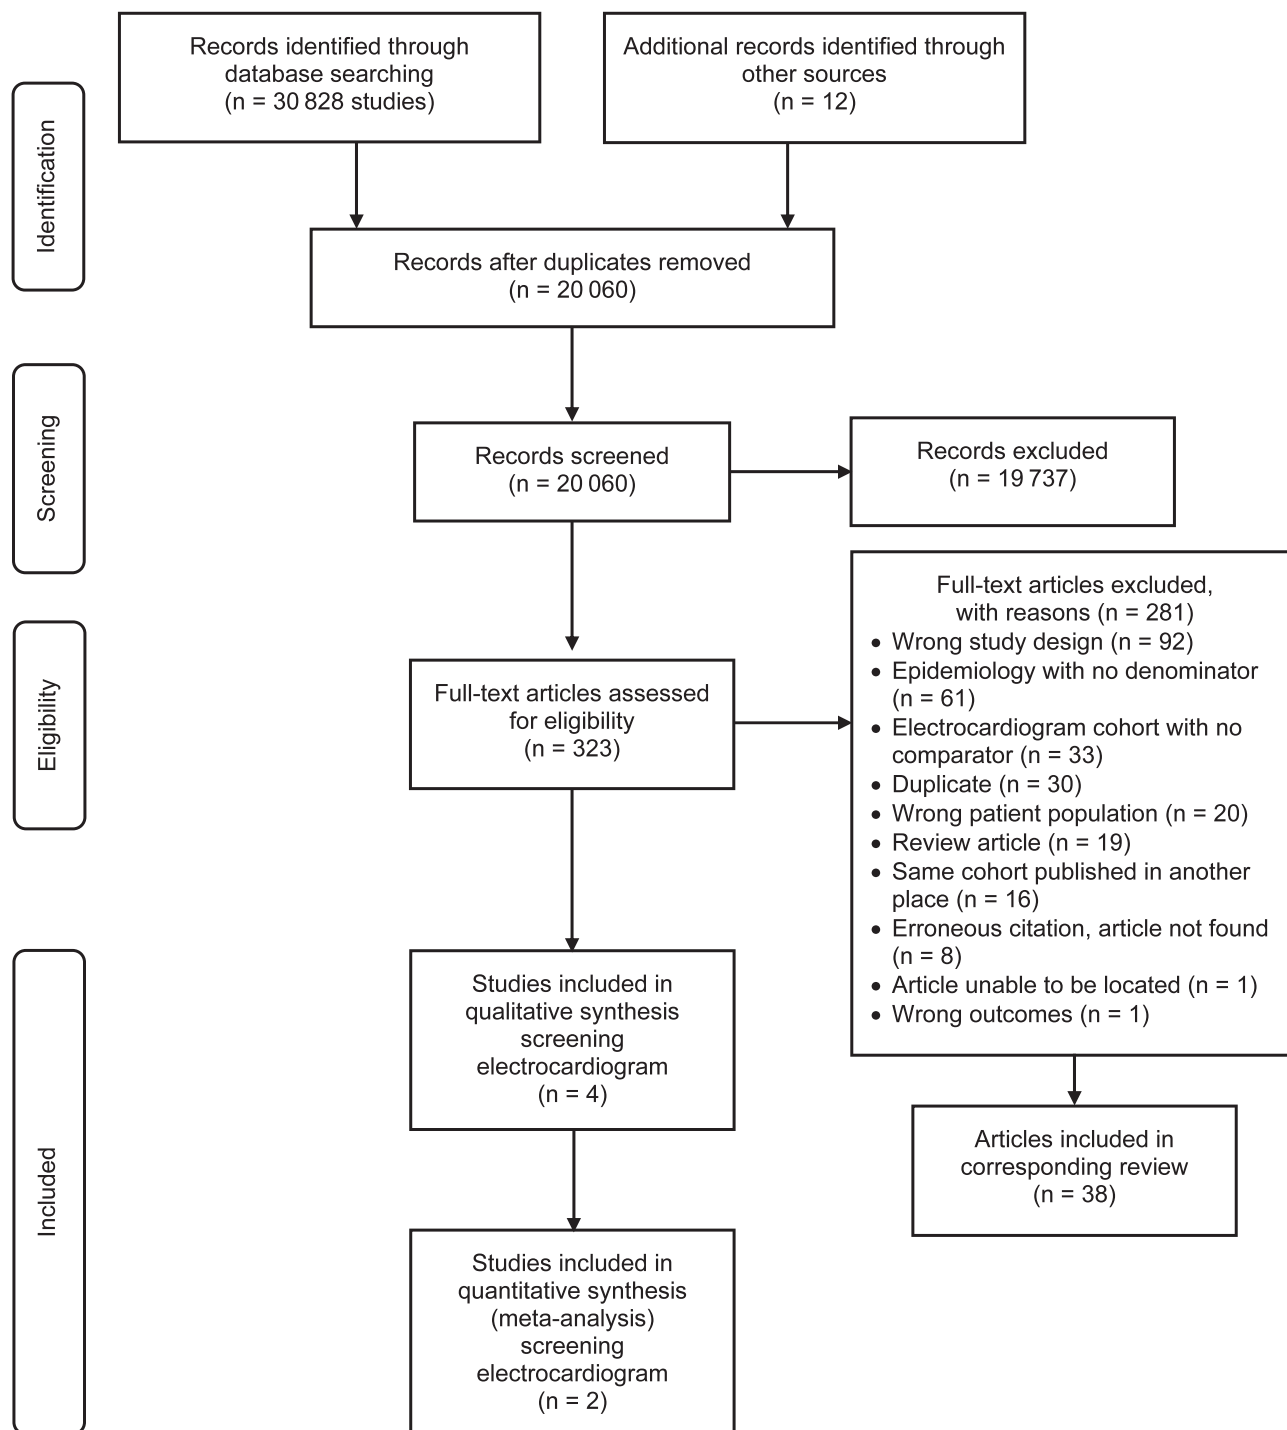 Records identified through
database searching
(n = 30 828 studies)
Additional records identified through
other sources
(n = 12)
Identification
Records after duplicates removed
(n = 20 060)
Screening
Records screened
(n = 20 060)
Records excluded
(n = 19 737)
Eligibility
Full-text articles assessed
for eligibility
(n = 323)
Full-text articles excluded,
with reasons (n = 281)
• Wrong study design (n = 92)
• Epidemiology with no denominator
(n = 61)
• Electrocardiogram cohort with no
comparator (n = 33)
• Duplicate (n = 30)
• Wrong patient population (n = 20)
• Review article (n = 19)
• Same cohort published in another
place (n = 16)
• Erroneous citation, article not found
(n = 8)
• Article unable to be located (n = 1)
• Wrong outcomes (n = 1)
Included
Studies included in
qualitative synthesis
screening
electrocardiogram
(n = 4)
Articles included in
corresponding review
(n = 38)
Studies included in
quantitative synthesis
(meta-analysis)
screening
electrocardiogram
(n = 2)